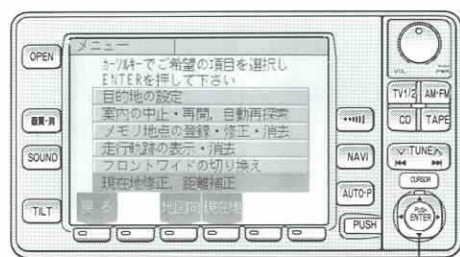 メニュー
カーソルキーでご希望の項目を選択し
ENTERを押して下さい
目的地の設定
案内の中止・再開，自動再探索
メモリ地点の登録・修正・消去
走行軌跡の表示・消去
フロントワイドの切り換え
現在地修正，距離補正
戻る 地図向 現在地
OPEN
画質・消
SOUND
TILT
VOL PWR
TV1/2 AM・FM
CD TAPE
NAVI
TUNE
CURSOR
AUTO・P
PUSH
PUSH
ENTER